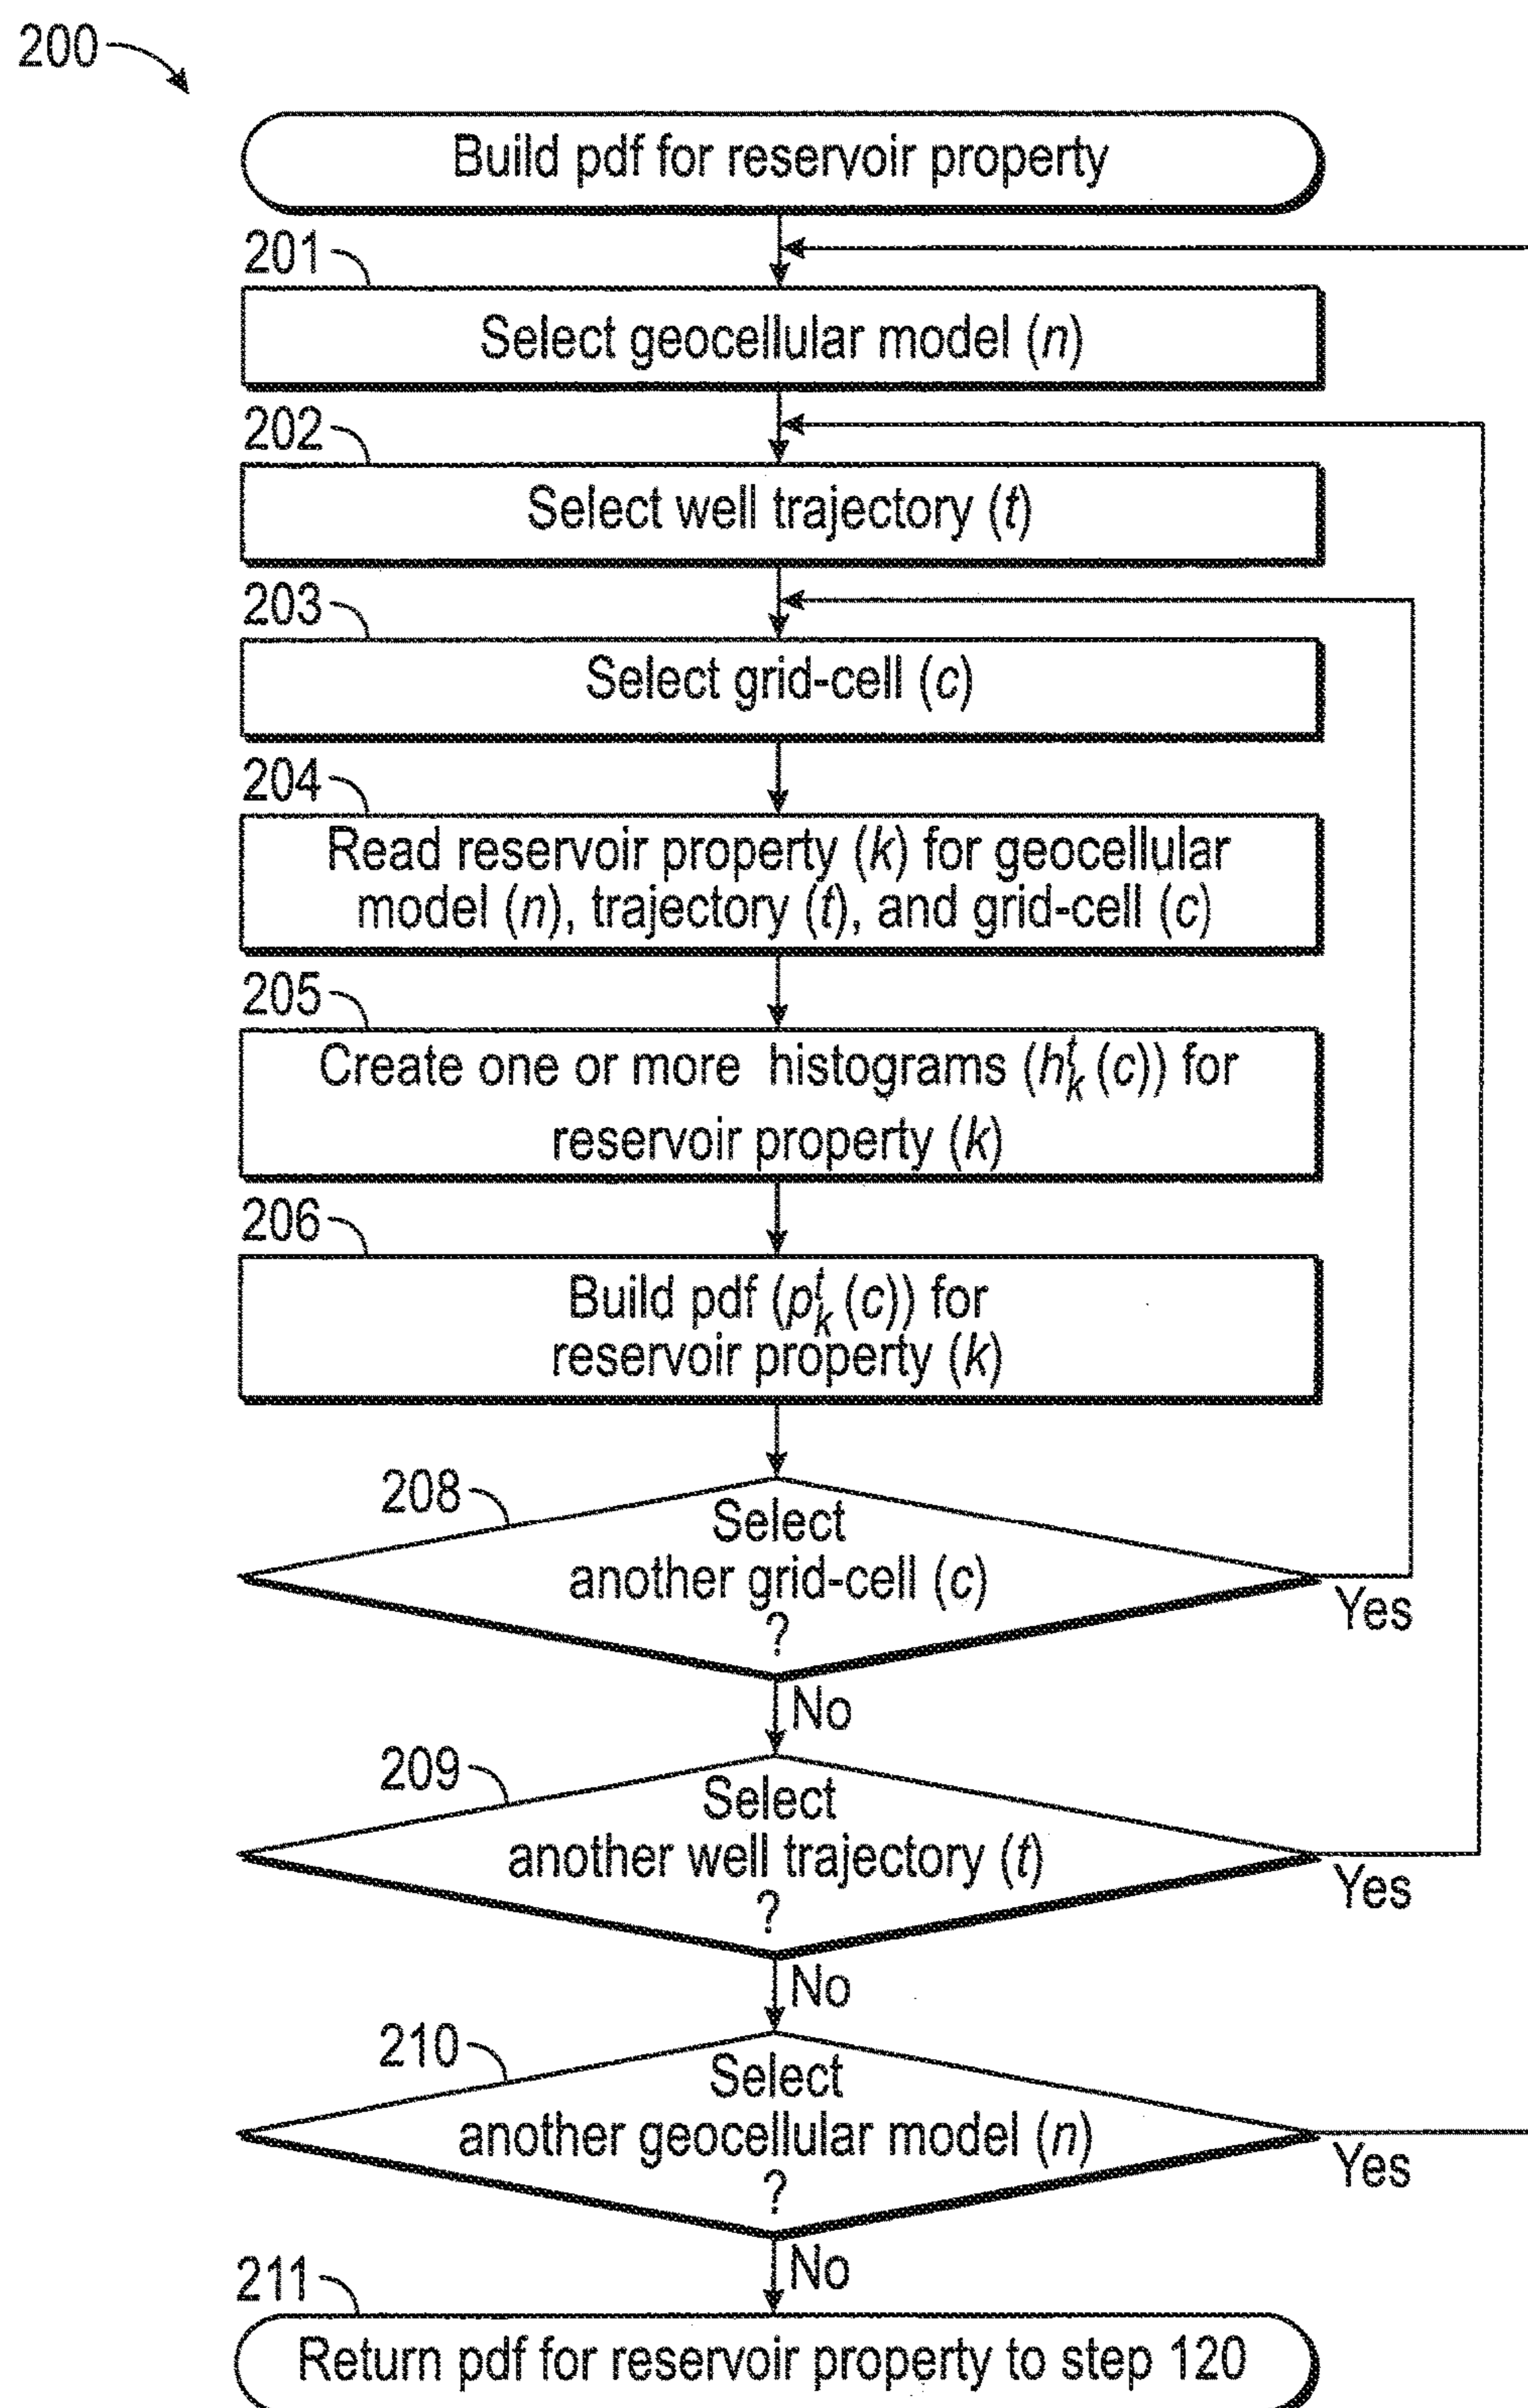 200
Build pdf for reservoir property
201
Select geocellular model (n)
202
Select well trajectory (t)
203
Select grid-cell (c)
204
Read reservoir property (k) for geocellular
model (n), trajectory (t), and grid-cell (c)
205
Create one or more histograms (h_k^t (c)) for
reservoir property (k)
206
Build pdf (p_k^t (c)) for
reservoir property (k)
208
Select
another grid-cell (c)
?
Yes
No
209
Select
another well trajectory (t)
?
Yes
No
210
Select
another geocellular model (n)
?
Yes
No
211
Return pdf for reservoir property to step 120